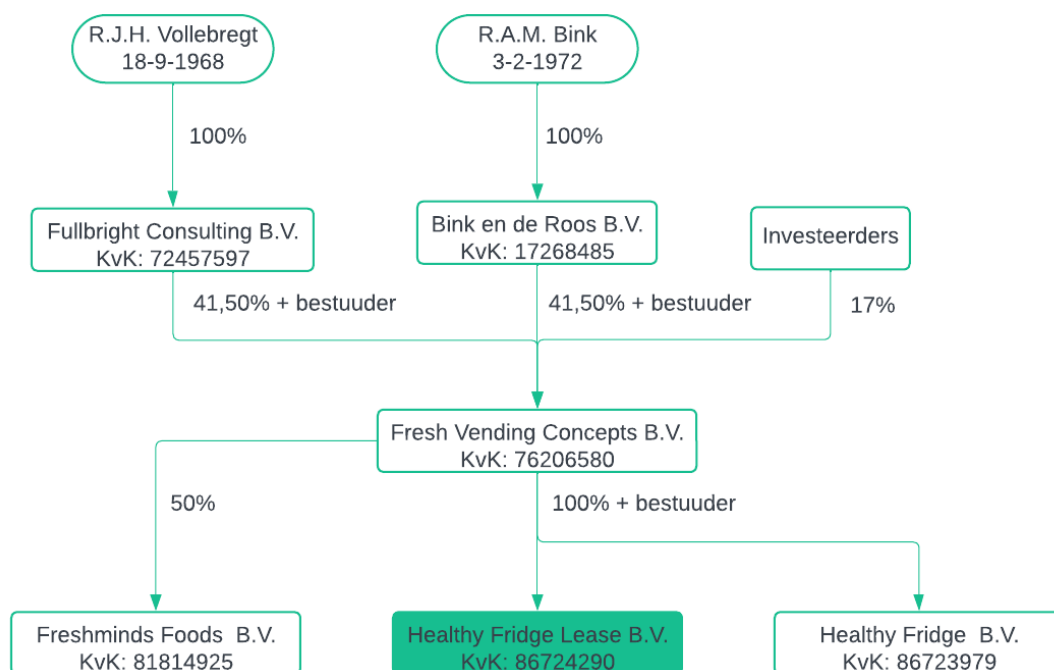 R.J.H. Vollebregt
18-9-1968
R.A.M. Bink
3-2-1972
100%
100%
Fullbright Consulting B.V.
KvK: 72457597
Bink en de Roos B.V.
KvK: 17268485
Investeerders
41,50% + bestuuder
41,50% + bestuuder
17%
Fresh Vending Concepts B.V.
KvK: 76206580
50%
100% + bestuuder
Freshminds Foods B.V.
KvK: 81814925
Healthy Fridge Lease B.V.
KvK: 86724290
Healthy Fridge B.V.
KvK: 86723979